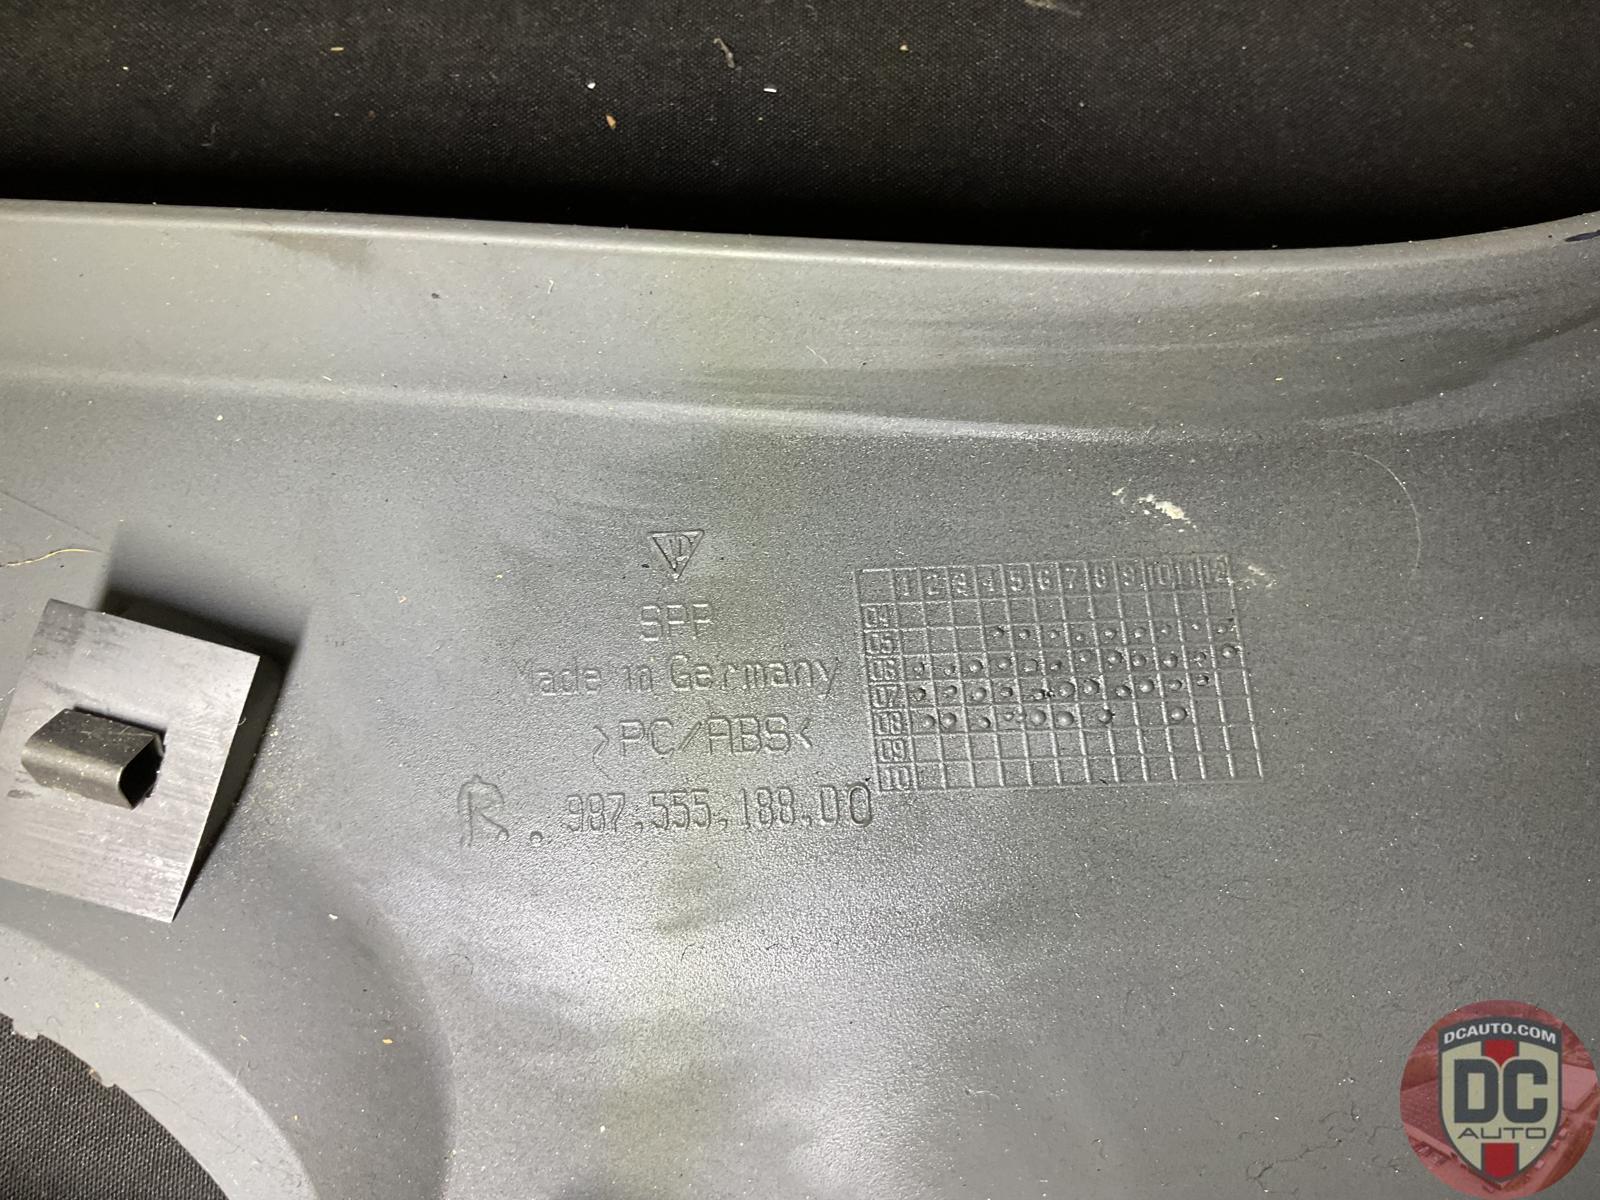 SPP
Made in Germany
>PC/ABS<
R. 987.555.188.00
1 2 3 4 5 6 7 8 9 10 11 12
04
05
06
07
08
09
10
DCAUTO.COM
DC
AUTO